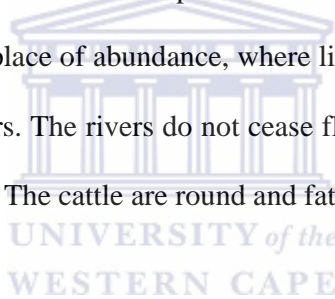 place of abundance, where li
rs. The rivers do not cease fl
The cattle are round and fat
UNIVERSITY of the
WESTERN CAPE